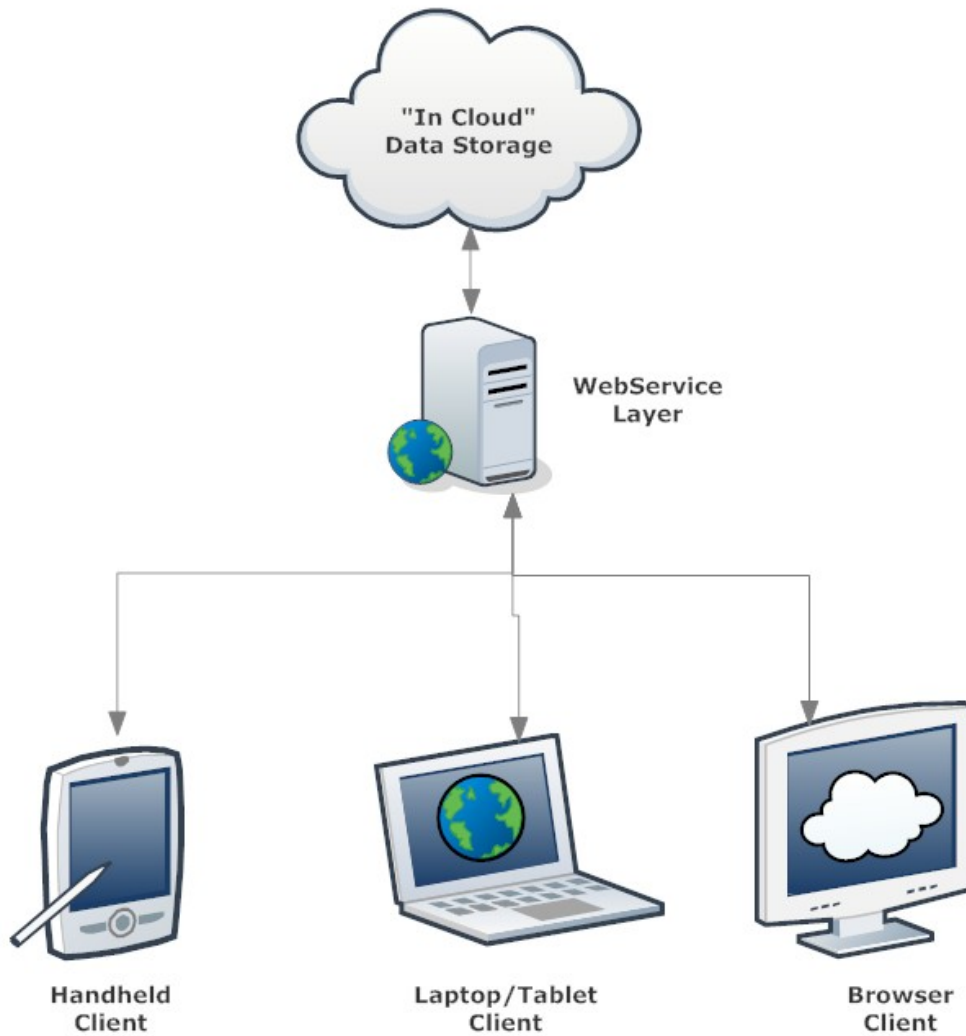 "In Cloud"
Data Storage
WebService
Layer
Handheld
Client
Laptop/Tablet
Client
Browser
Client